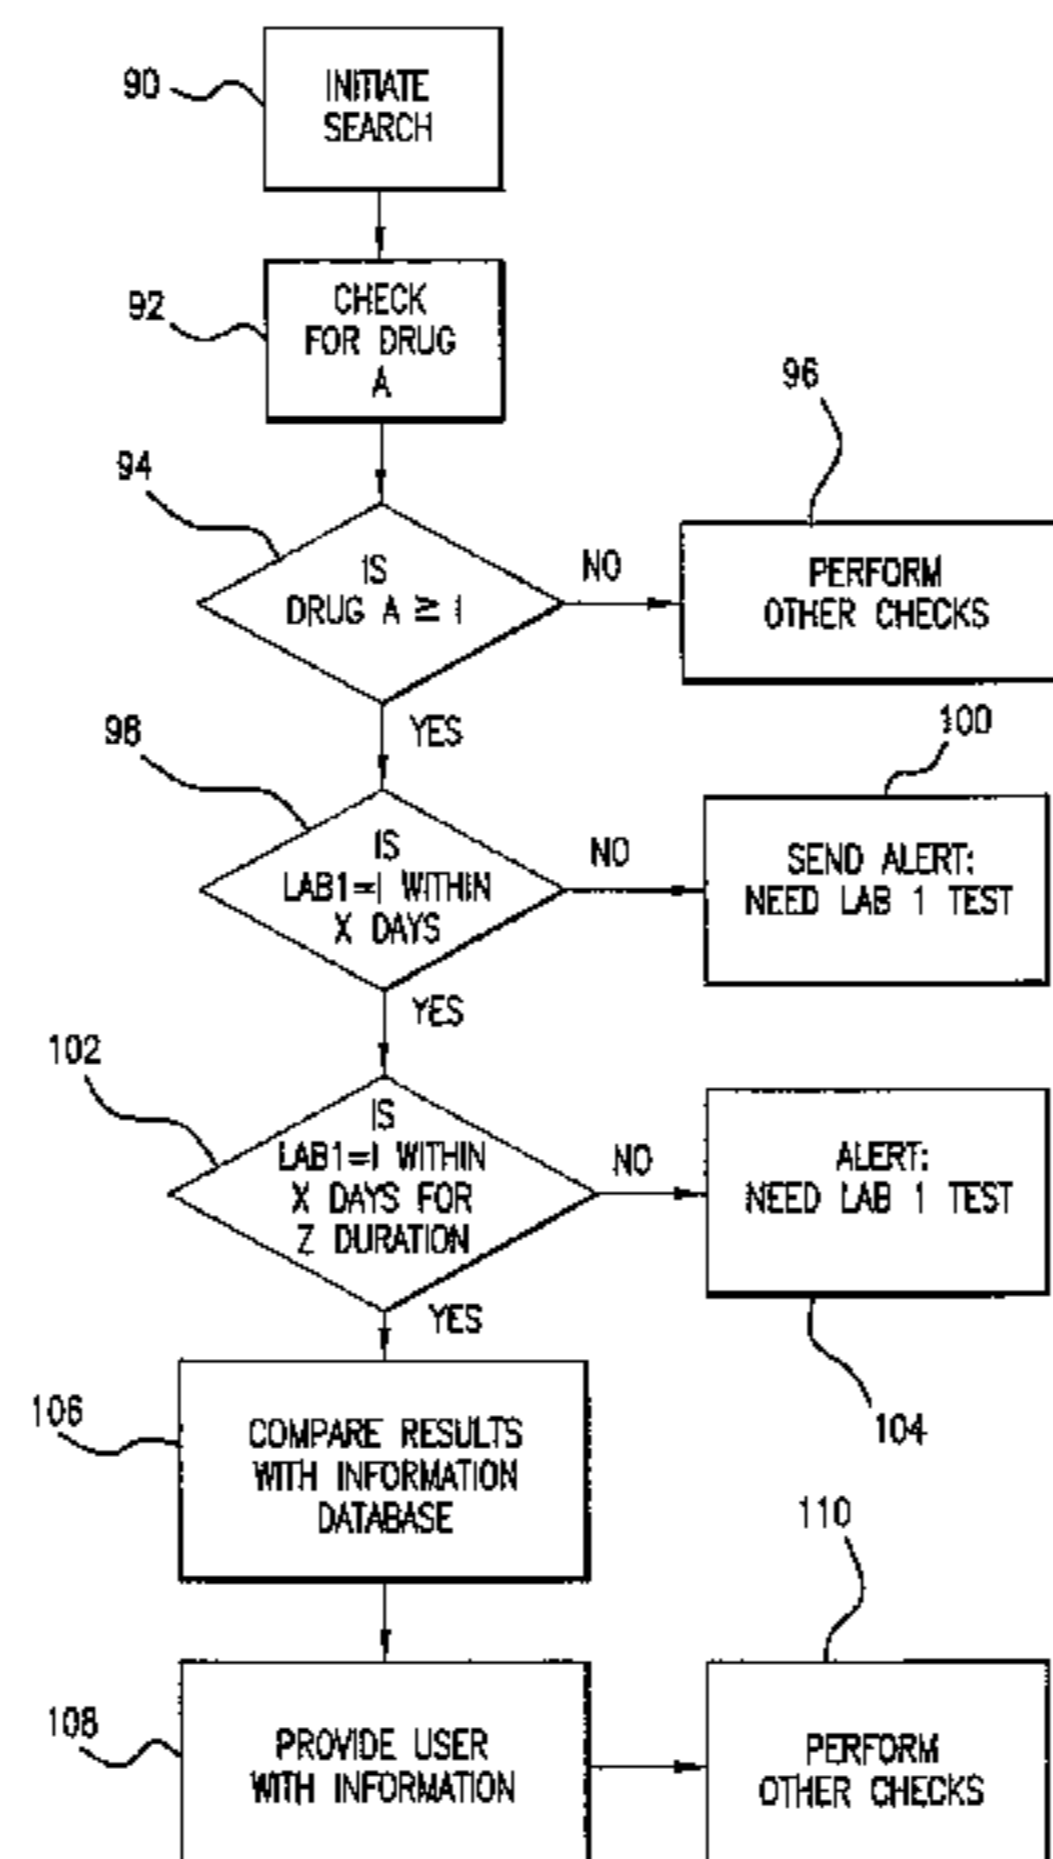 90
INITIATE
SEARCH
92
CHECK
FOR DRUG
A
94
IS
DRUG A ≥ 1
NO
96
PERFORM
OTHER CHECKS
YES
98
IS
LAB1=1 WITHIN
X DAYS
NO
100
SEND ALERT:
NEED LAB 1 TEST
YES
102
IS
LAB1=1 WITHIN
X DAYS FOR
Z DURATION
NO
ALERT:
NEED LAB 1 TEST
104
YES
106
COMPARE RESULTS
WITH INFORMATION
DATABASE
108
PROVIDE USER
WITH INFORMATION
110
PERFORM
OTHER CHECKS